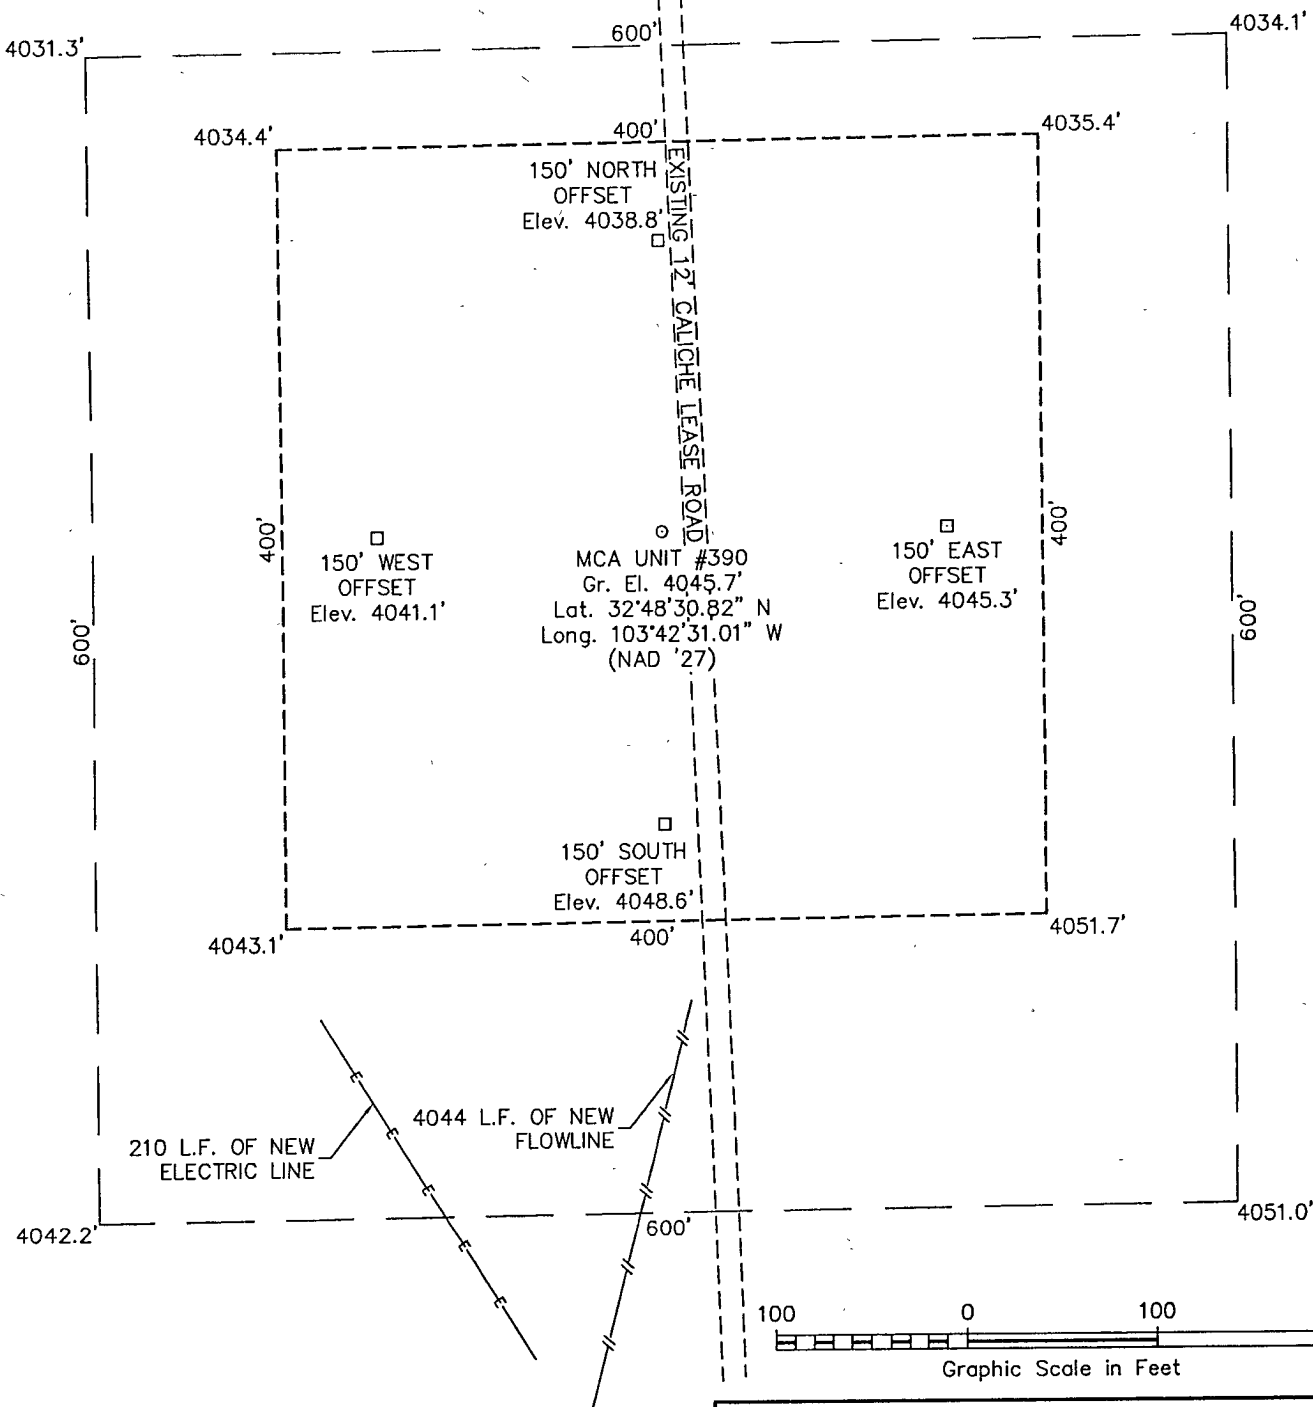 4031.3'
600'
4034.1'
4034.4'
400'
4035.4'
150' NORTH
OFFSET
Elev. 4038.8'
EXISTING 12' CALICHE LEASE ROAD
400'
150' WEST
OFFSET
Elev. 4041.1'
MCA UNIT #390
Gr. El. 4045.7'
Lat. 32°48'30.82" N
Long. 103°42'31.01" W
(NAD '27)
150' EAST
OFFSET
Elev. 4045.3'
400'
600'
600'
150' SOUTH
OFFSET
Elev. 4048.6'
4043.1'
400'
4051.7'
210 L.F. OF NEW
ELECTRIC LINE
E
E
E
E
E
4044 L.F. OF NEW
FLOWLINE
4042.2'
600'
4051.0'
100 0 100
Graphic Scale in Feet